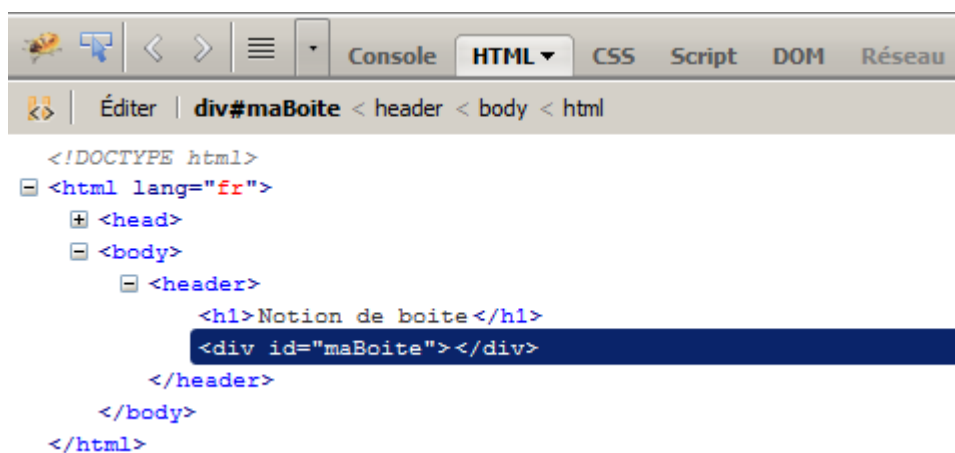 Console HTML CSS Script DOM Réseau
Éditer | div#maBoite < header < body < html
<!DOCTYPE html>
<html lang="fr">
<head>
<body>
<header>
<h1>Notion de boite</h1>
<div id="maBoite"></div>
</header>
</body>
</html>